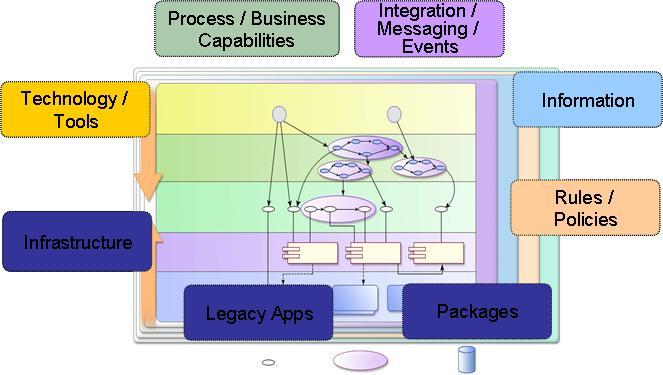 Process / Business
Capabilities
Integration /
Messaging /
Events
Technology /
Tools
Information
Rules /
Policies
Infrastructure
Legacy Apps
Packages